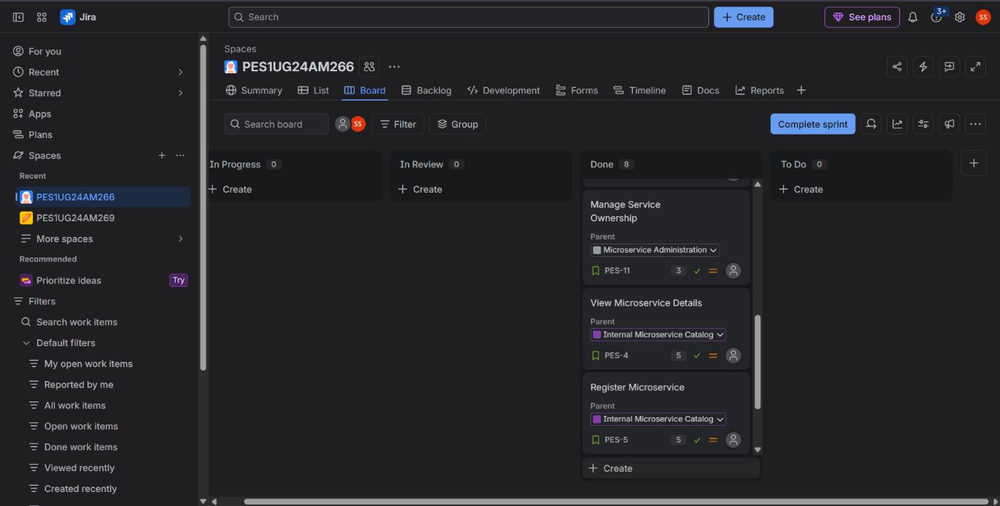 Jira
Search
Create
See plans
3+
SS
For you
Recent
Starred
Apps
Plans
Spaces
Recent
PES1UG24AM266
PES1UG24AM269
More spaces
Recommended
Prioritize ideas
Try
Filters
Search work items
Default filters
My open work items
Reported by me
All work items
Open work items
Done work items
Viewed recently
Created recently
Spaces
PES1UG24AM266
Summary
List
Board
Backlog
Development
Forms
Timeline
Docs
Reports
Search board
SS
Filter
Group
Complete sprint
In Progress 0
Create
In Review 0
Create
Done 8
Manage Service
Ownership
Parent
Microservice Administration
PES-11 3
View Microservice Details
Parent
Internal Microservice Catalog
PES-4 5
Register Microservice
Parent
Internal Microservice Catalog
PES-5 5
Create
To Do 0
Create